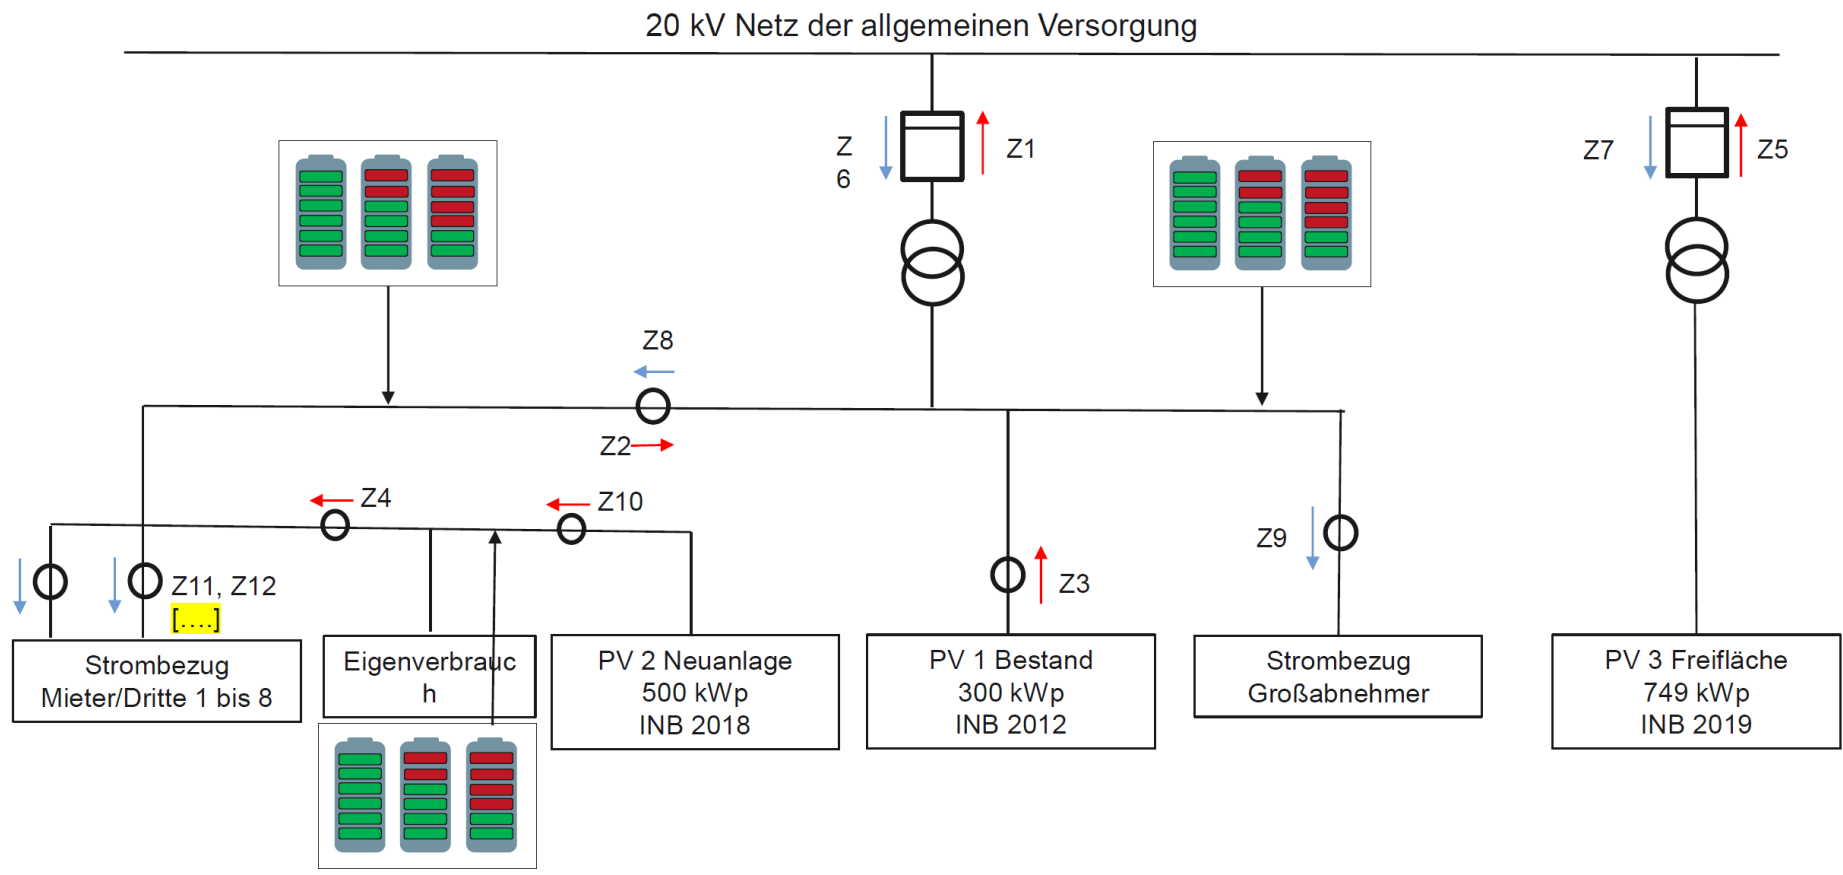 20 kV Netz der allgemeinen Versorgung
Z
6
Z1
Z7
Z5
Z8
Z2
Z4
Z10
Z9
Z11, Z12
[....]
Z3
Strombezug
Mieter/Dritte 1 bis 8
Eigenverbrauc
h
PV 2 Neuanlage
500 kWp
INB 2018
PV 1 Bestand
300 kWp
INB 2012
Strombezug
Großabnehmer
PV 3 Freifläche
749 kWp
INB 2019